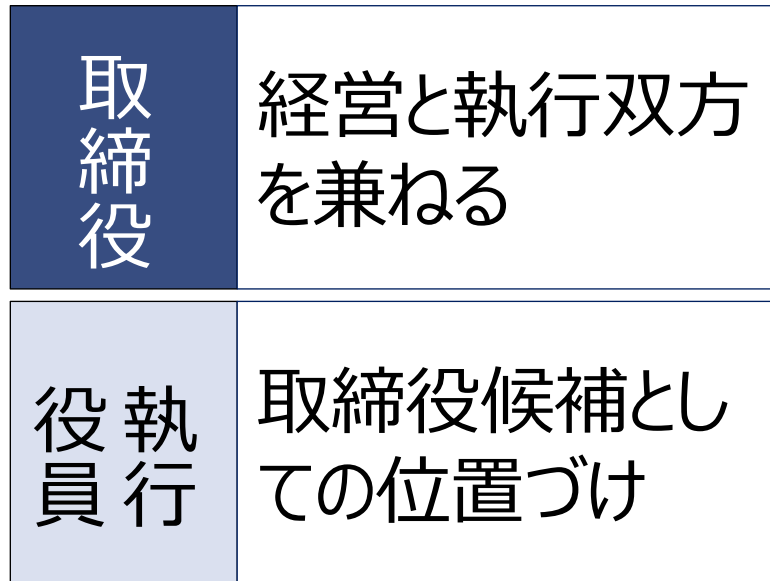 取締役
経営と執行双方
を兼ねる
執行
役員
取締役候補とし
ての位置づけ